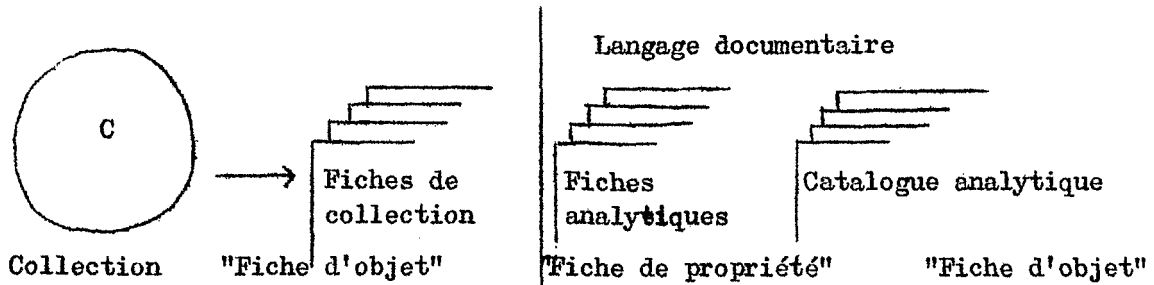 Langage documentaire
C
Fiches de
collection
Fiches
analytiques
Catalogue analytique
Collection
"Fiche d'objet"
"Fiche de propriété"
"Fiche d'objet"